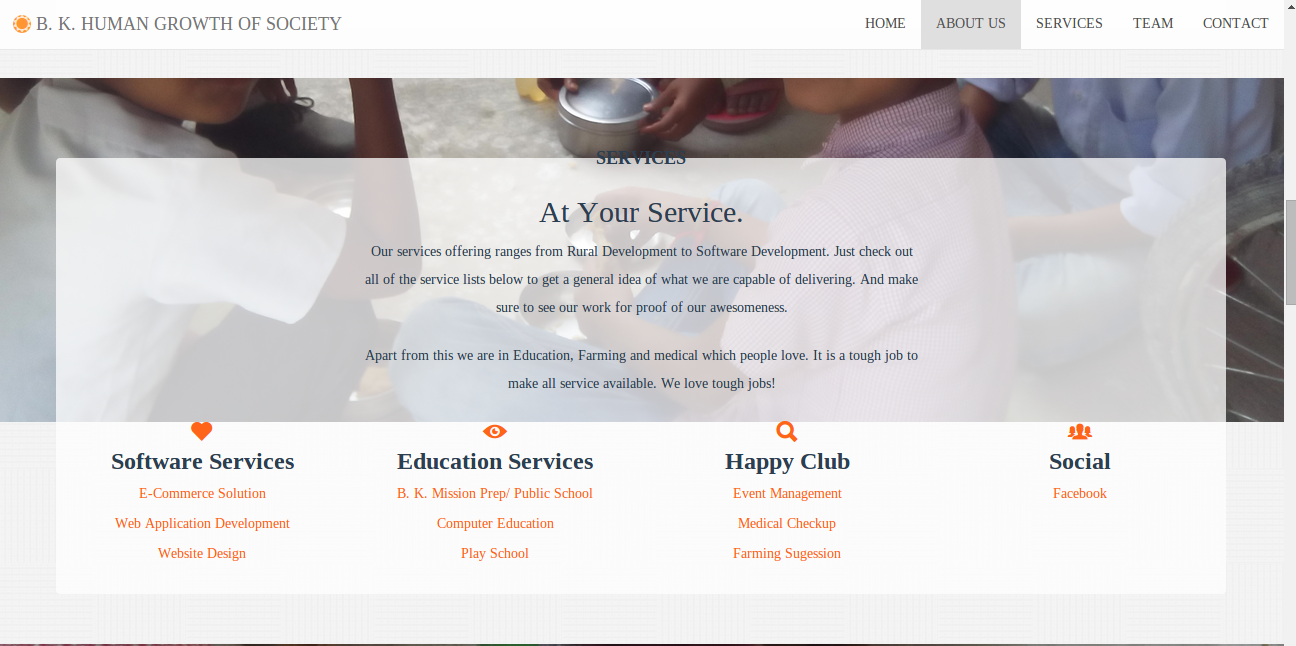 B. K. HUMAN GROWTH OF SOCIETY
HOME ABOUT US SERVICES TEAM CONTACT
SERVICES
At Your Service.
Our services offering ranges from Rural Development to Software Development. Just check out
all of the service lists below to get a general idea of what we are capable of delivering. And make
sure to see our work for proof of our awesomeness.
Apart from this we are in Education, Farming and medical which people love. It is a tough job to
make all service available. We love tough jobs!
Software Services
E-Commerce Solution
Web Application Development
Website Design
Education Services
B. K. Mission Prep/ Public School
Computer Education
Play School
Happy Club
Event Management
Medical Checkup
Farming Sugession
Social
Facebook